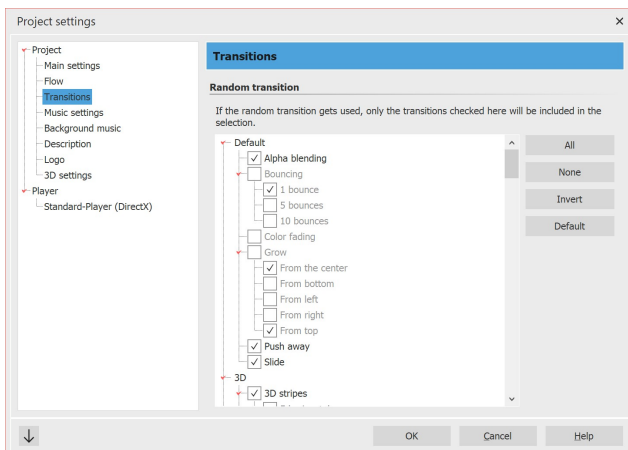 Project settings
Project
Main settings
Flow
Transitions
Music settings
Background music
Description
Logo
3D settings
Player
Standard-Player (DirectX)
Transitions
Random transition
If the random transition gets used, only the transitions checked here will be included in the
selection.
Default
Alpha blending
Bouncing
1 bounce
5 bounces
10 bounces
Color fading
Grow
From the center
From bottom
From left
From right
From top
Push away
Slide
3D
3D stripes
All
None
Invert
Default
OK
Cancel
Help